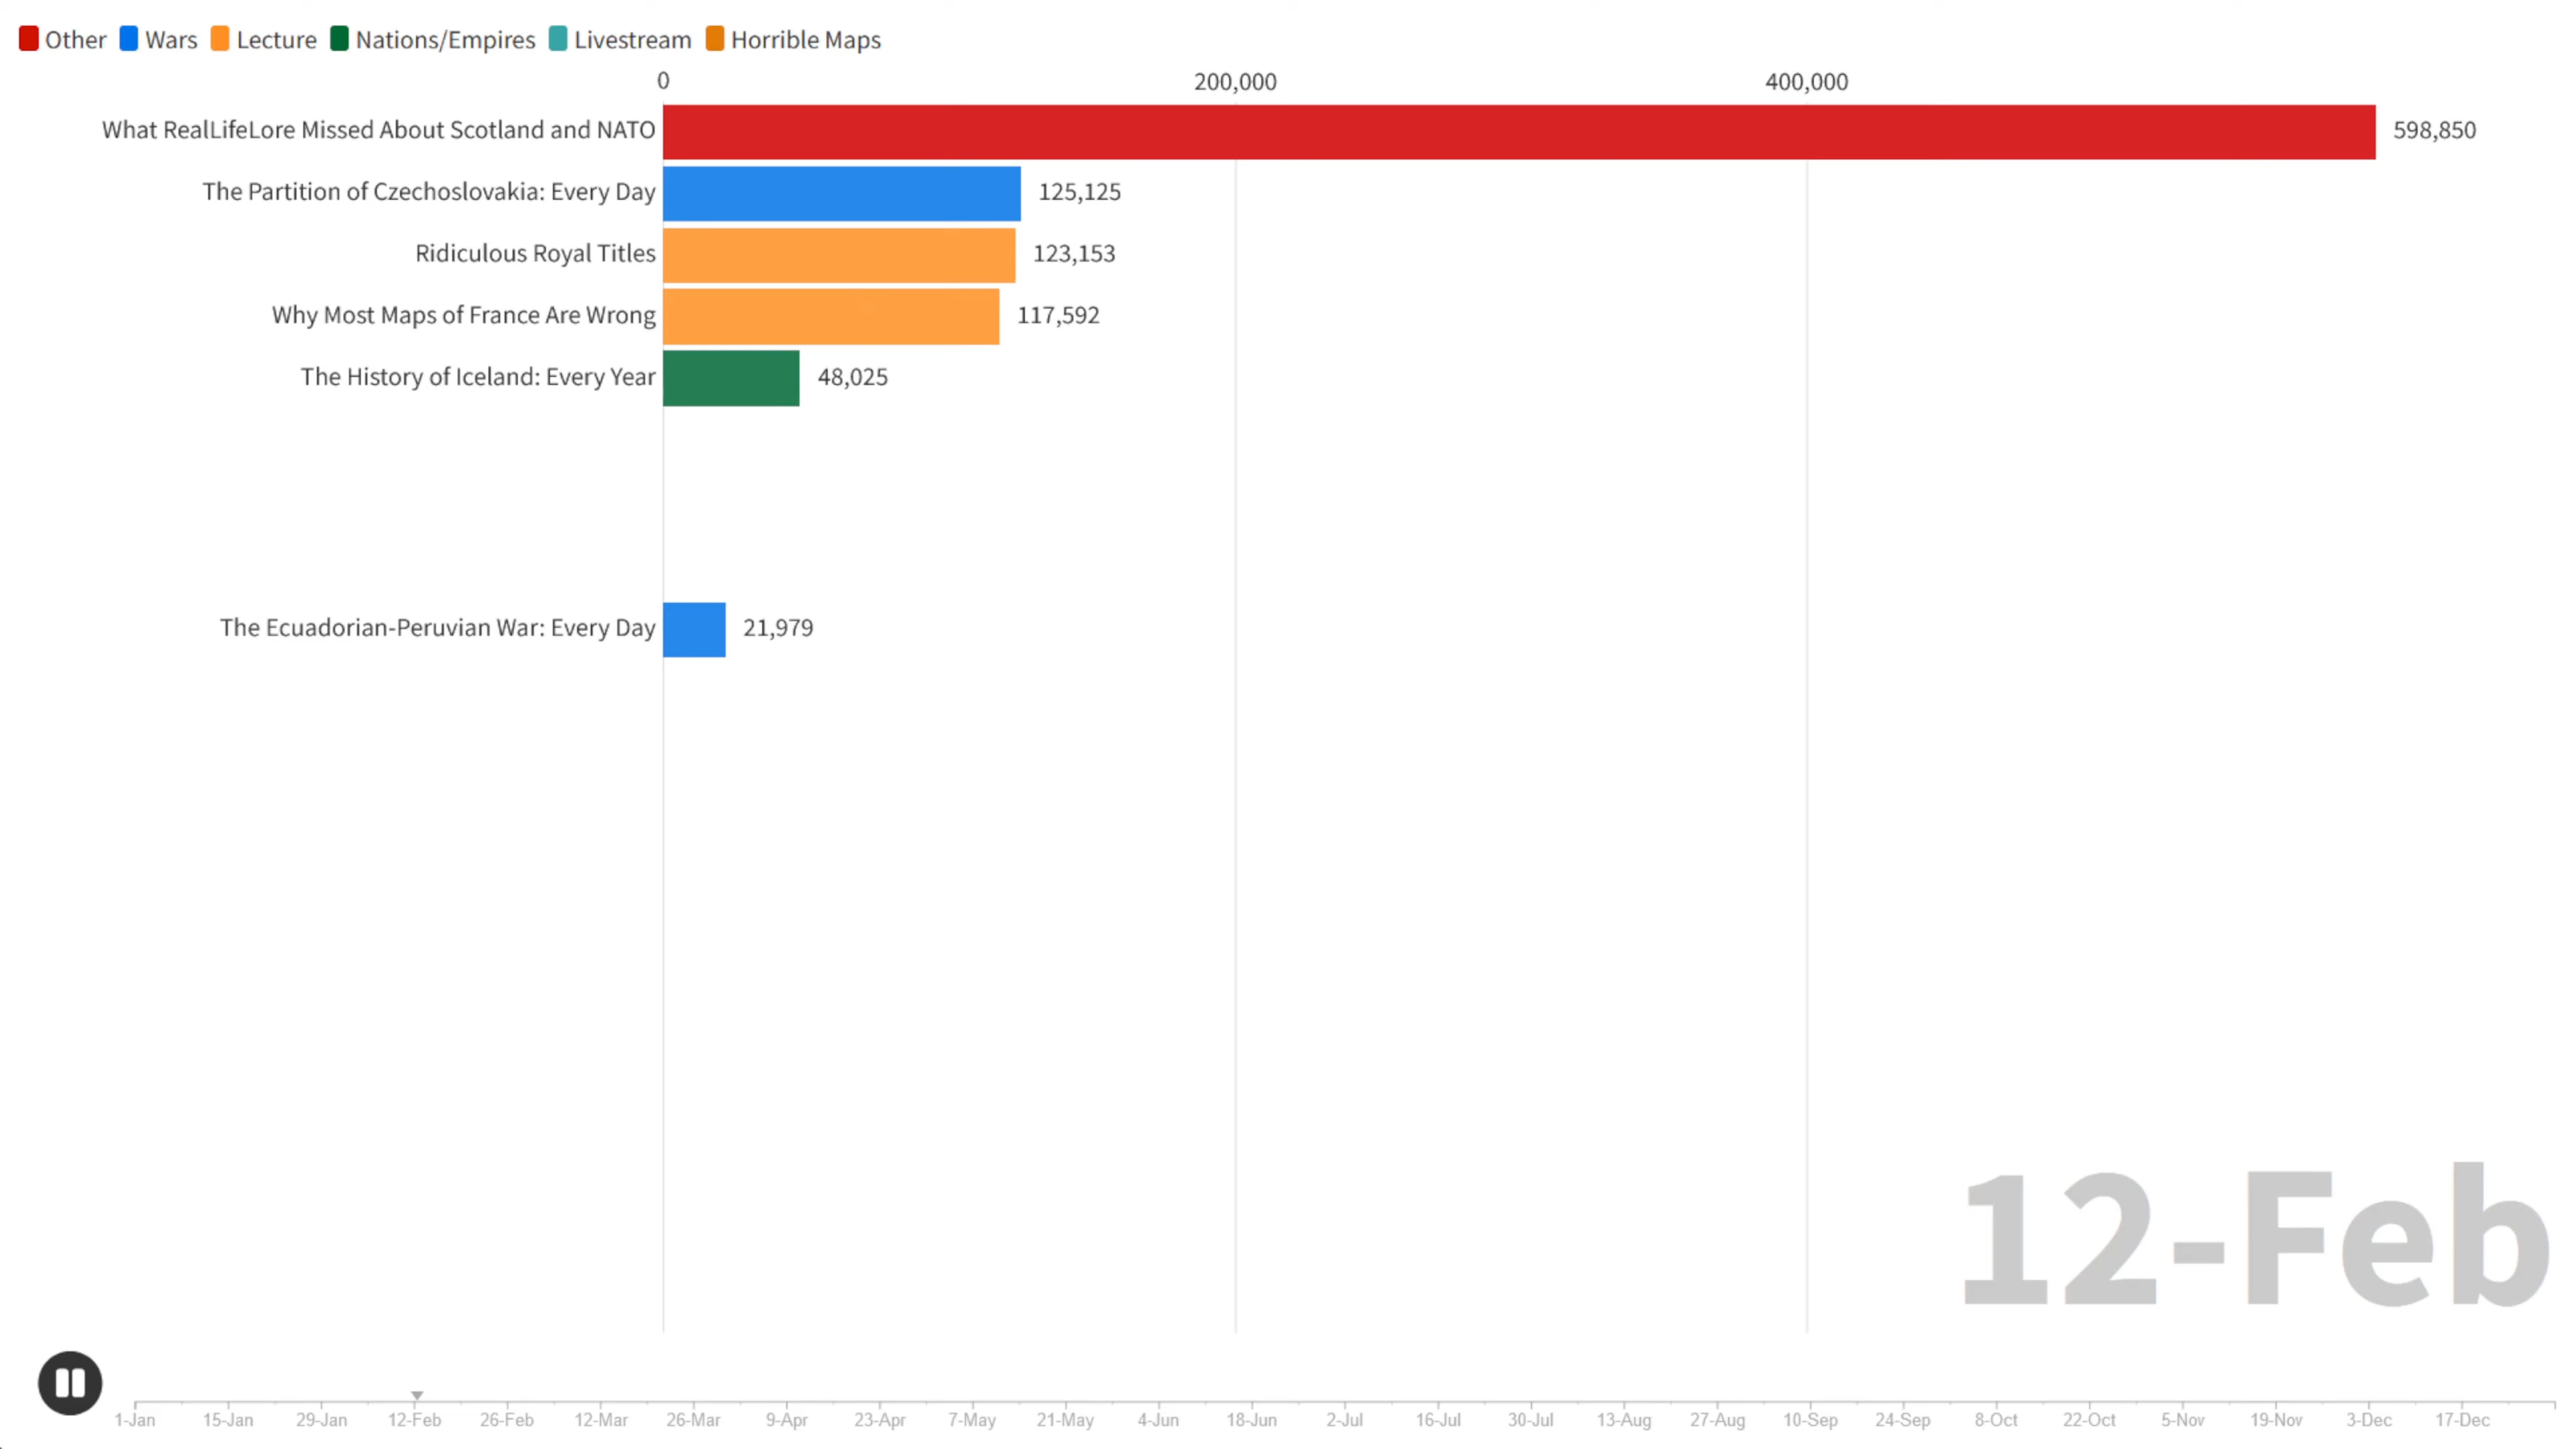 Other Wars Lecture Nations/Empires Livestream Horrible Maps
0 200,000 400,000
What RealLifeLore Missed About Scotland and NATO 598,850
The Partition of Czechoslovakia: Every Day 125,125
Ridiculous Royal Titles 123,153
Why Most Maps of France Are Wrong 117,592
The History of Iceland: Every Year 48,025
The Ecuadorian-Peruvian War: Every Day 21,979
12-Feb
1-Jan 15-Jan 29-Jan 12-Feb 26-Feb 12-Mar 26-Mar 9-Apr 23-Apr 7-May 21-May 4-Jun 18-Jun 2-Jul 16-Jul 30-Jul 13-Aug 27-Aug 10-Sep 24-Sep 8-Oct 22-Oct 5-Nov 19-Nov 3-Dec 17-Dec